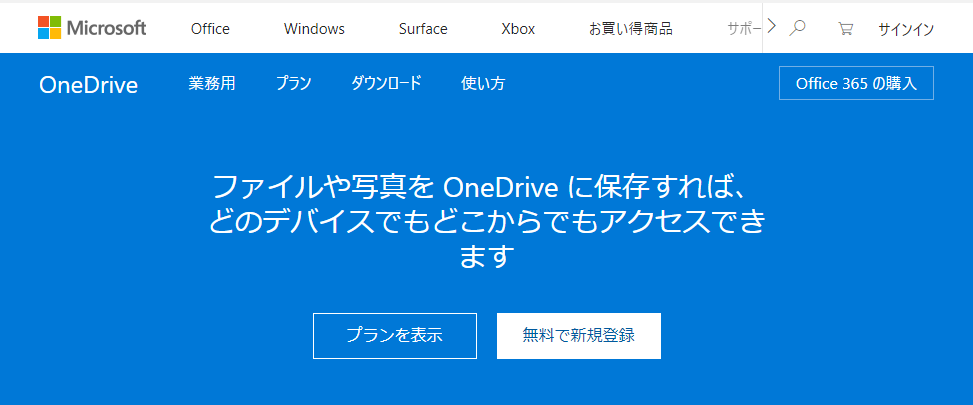 Microsoft Office Windows Surface Xbox お買い得商品 サポー サインイン
OneDrive 業務用 プラン ダウンロード 使い方 Office 365 の購入
ファイルや写真を OneDrive に保存すれば、
どのデバイスでもどこからでもアクセスでき
ます
プランを表示 無料で新規登録